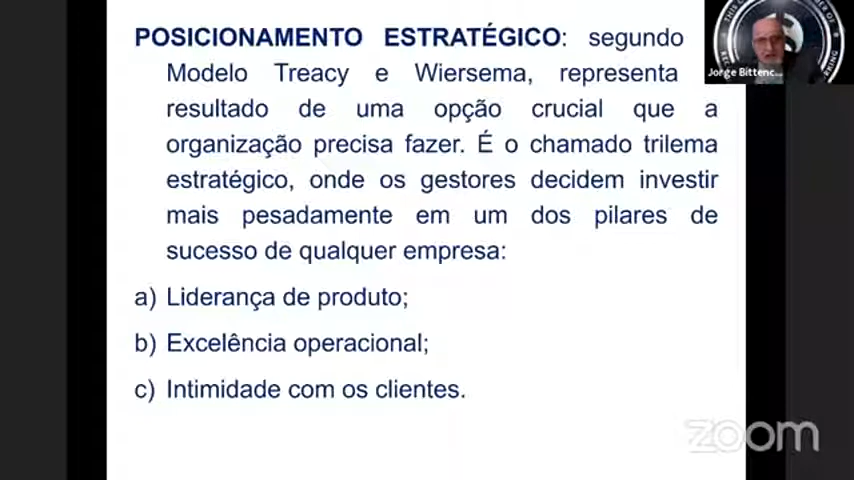 POSICIONAMENTO ESTRATÉGICO: segundo
Modelo Treacy e Wiersema, representa
resultado de uma opção crucial que a
organização precisa fazer. É o chamado trilema
estratégico, onde os gestores decidem investir
mais pesadamente em um dos pilares de
sucesso de qualquer empresa:
a) Liderança de produto;
b) Excelência operacional;
c) Intimidade com os clientes.
Jorge Bittenc...
zoom